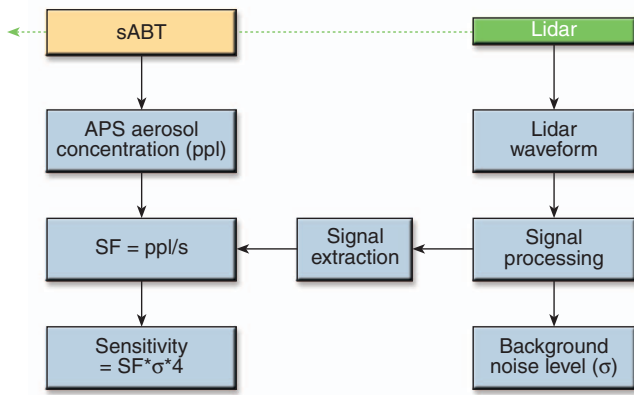 sABT
Lidar
APS aerosol
concentration (ppl)
Lidar
waveform
SF = ppl/s
Signal
extraction
Signal
processing
Sensitivity
= SF*σ*4
Background
noise level (σ)